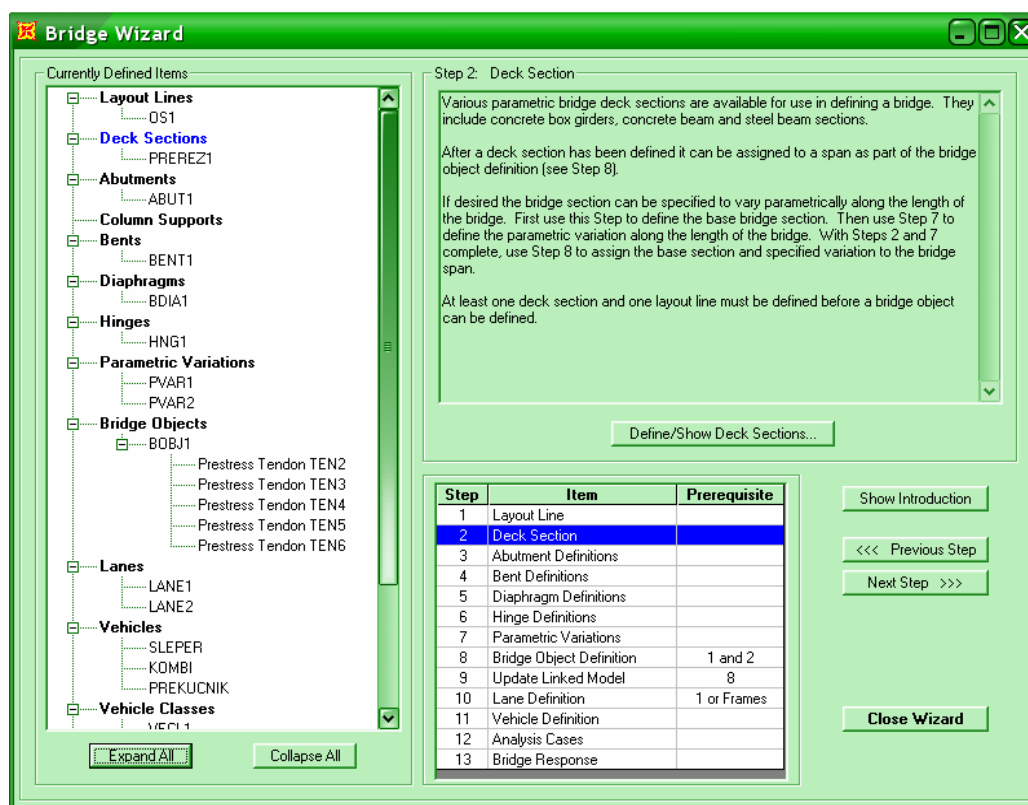 Bridge Wizard
Currently Defined Items
Layout Lines
OS1
Deck Sections
PREREZ1
Abutments
ABUT1
Column Supports
Bents
BENT1
Diaphragms
BDIA1
Hinges
HNG1
Parametric Variations
PVAR1
PVAR2
Bridge Objects
BOBJ1
Prestress Tendon TEN2
Prestress Tendon TEN3
Prestress Tendon TEN4
Prestress Tendon TEN5
Prestress Tendon TEN6
Lanes
LANE1
LANE2
Vehicles
SLEPER
KOMBI
PREKUCNIK
Vehicle Classes
VECL1
Expand All
Collapse All
Step 2:  Deck Section
Various parametric bridge deck sections are available for use in defining a bridge.  They
include concrete box girders, concrete beam and steel beam sections.
After a deck section has been defined it can be assigned to a span as part of the bridge
object definition (see Step 8).
If desired the bridge section can be specified to vary parametrically along the length of
the bridge.  First use this Step to define the base bridge section.  Then use Step 7 to
define the parametric variation along the length of the bridge.  With Steps 2 and 7
complete, use Step 8 to assign the base section and specified variation to the bridge
span.
At least one deck section and one layout line must be defined before a bridge object
can be defined.
Define/Show Deck Sections...
Step Item Prerequisite
1 Layout Line
2 Deck Section
3 Abutment Definitions
4 Bent Definitions
5 Diaphragm Definitions
6 Hinge Definitions
7 Parametric Variations
8 Bridge Object Definition 1 and 2
9 Update Linked Model 8
10 Lane Definition 1 or Frames
11 Vehicle Definition
12 Analysis Cases
13 Bridge Response
Show Introduction
<<< Previous Step
Next Step >>>
Close Wizard